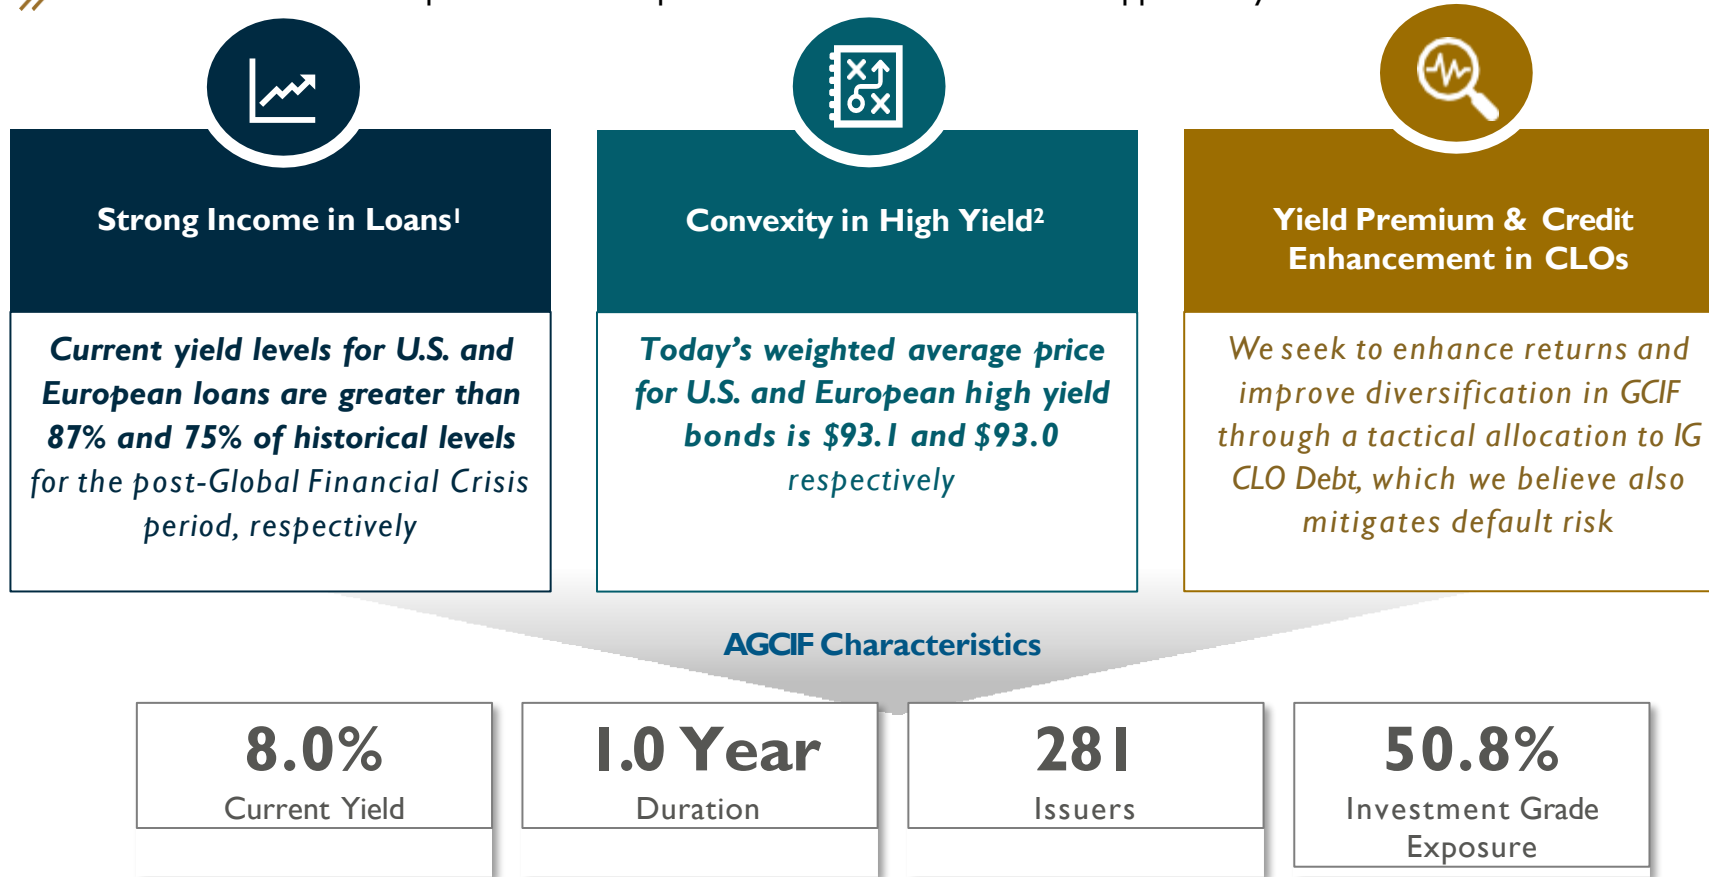 Strong Income in Loans¹
Current yield levels for U.S. and
European loans are greater than
87% and 75% of historical levels
for the post-Global Financial Crisis
period, respectively
Convexity in High Yield²
Today's weighted average price
for U.S. and European high yield
bonds is $93.1 and $93.0
respectively
Yield Premium & Credit
Enhancement in CLOs
We seek to enhance returns and
improve diversification in GCIF
through a tactical allocation to IG
CLO Debt, which we believe also
mitigates default risk
AGCIF Characteristics
8.0%
Current Yield
1.0 Year
Duration
281
Issuers
50.8%
Investment Grade
Exposure